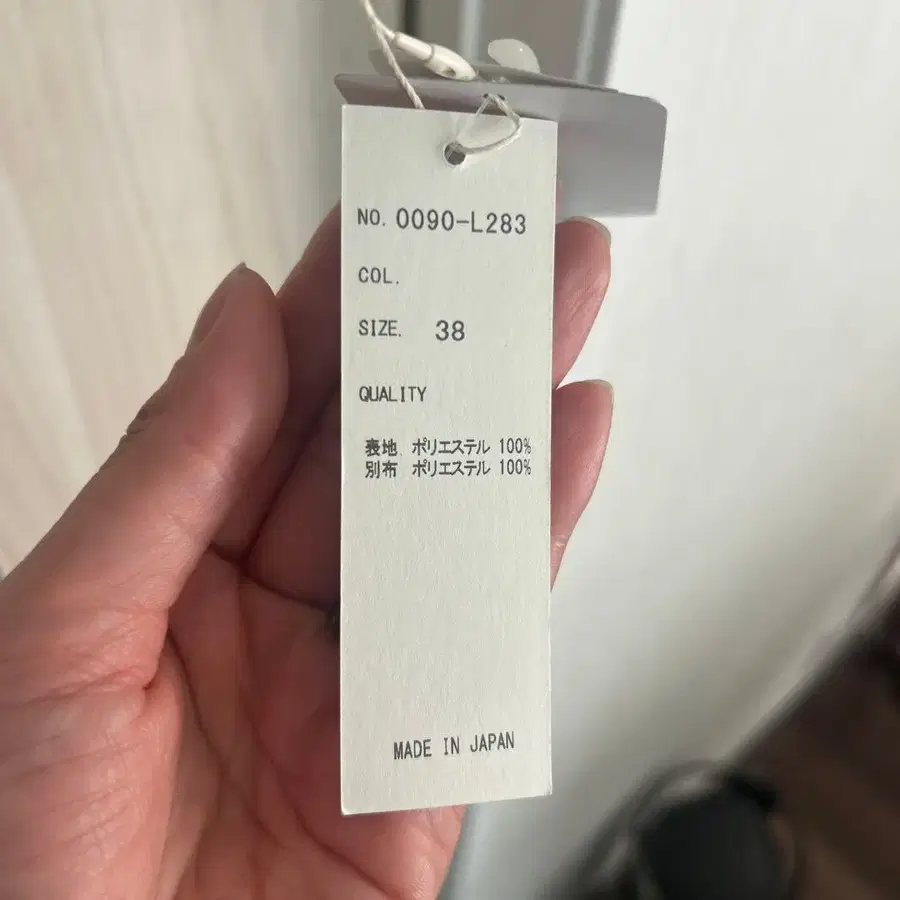 NO. 0090-L283
COL.
SIZE. 38
QUALITY
表地 ポリエステル 100%
別布 ポリエステル 100%
MADE IN JAPAN